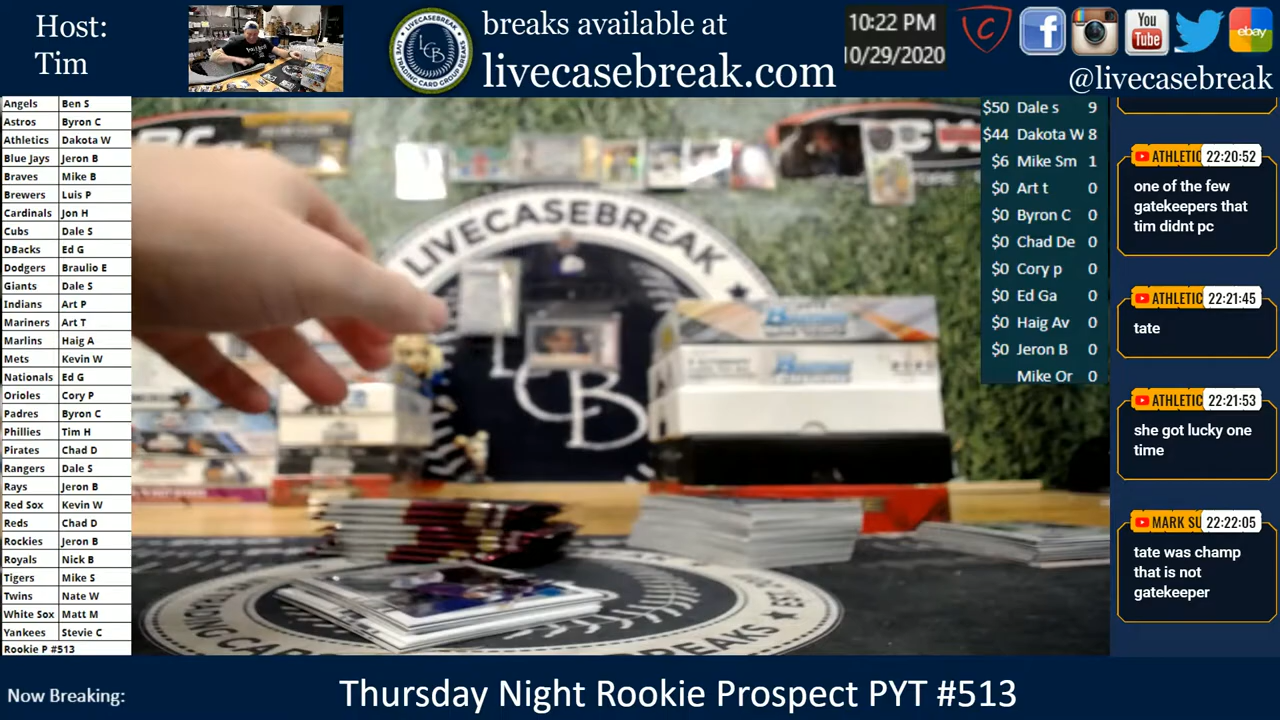 Host:
Tim
breaks available at
livecasebreak.com
10:22 PM
10/29/2020
You
Tube
ebay
@livecasebreak
LCB
Angels Ben S
Astros Byron C
Athletics Dakota W
Blue Jays Jeron B
Braves Mike B
Brewers Luis P
Cardinals Jon H
Cubs Dale S
DBacks Ed G
Dodgers Braulio E
Giants Dale S
Indians Art P
Mariners Art T
Marlins Haig A
Mets Kevin W
Nationals Ed G
Orioles Cory P
Padres Byron C
Phillies Tim H
Pirates Chad D
Rangers Dale S
Rays Jeron B
Red Sox Kevin W
Reds Chad D
Rockies Jeron B
Royals Nick B
Tigers Mike S
Twins Nate W
White Sox Matt M
Yankees Stevie C
Rookie P #513
LIVECASEBREAK
LCB
$50 Dale s 9
$44 Dakota W 8
$6 Mike Sm 1
$0 Art t 0
$0 Byron C 0
$0 Chad De 0
$0 Cory p 0
$0 Ed Ga 0
$0 Haig Av 0
$0 Jeron B 0
Mike Or 0
ATHLETIC 22:20:52
one of the few
gatekeepers that
tim didnt pc
ATHLETIC 22:21:45
tate
ATHLETIC 22:21:53
she got lucky one
time
MARK SU 22:22:05
tate was champ
that is not
gatekeeper
Now Breaking:
Thursday Night Rookie Prospect PYT #513